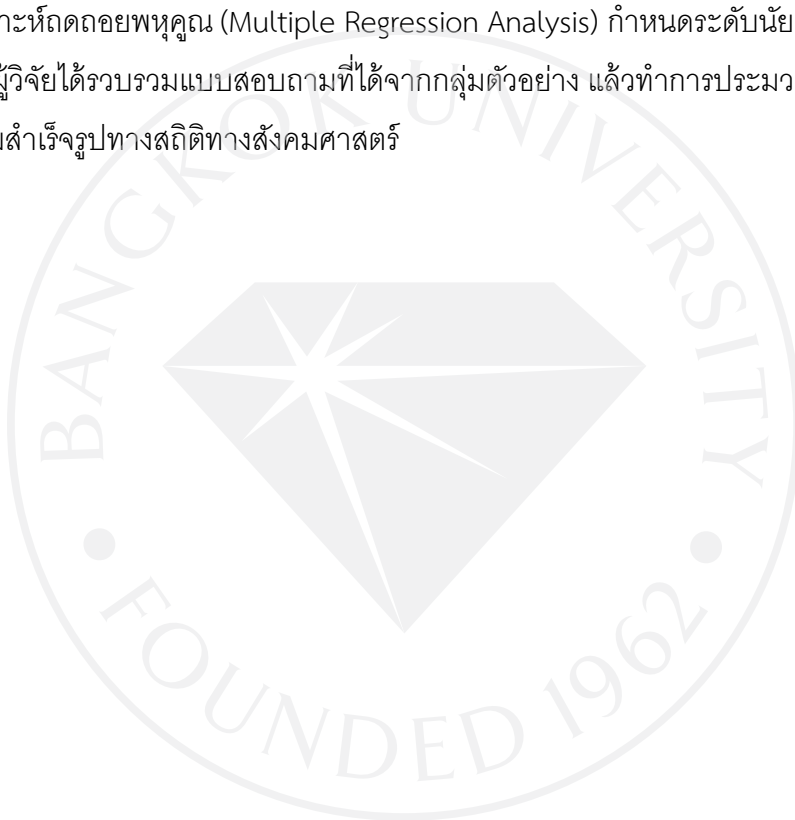 าะห์ถดถอยพหุคูณ (Multiple Regression Analysis) กำหนดระดับนัย
ผู้วิจัยได้รวบรวมแบบสอบถามที่ได้จากกลุ่มตัวอย่าง แล้วทำการประมว
มสำเร็จรูปทางสถิติทางสังคมศาสตร์
BANGKOK UNIVERSITY
FOUNDED 1962